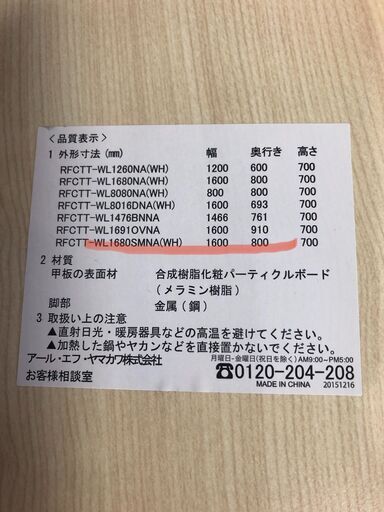 ＜品質表示＞
1 外形寸法(mm) 幅 奥行き 高さ
RFCTT-WL1260NA(WH) 1200 600 700
RFCTT-WL1680NA(WH) 1600 800 700
RFCTT-WL8080NA(WH) 800 800 700
RFCTT-WL8016DNA(WH) 1600 693 700
RFCTT-WL1476BNNA 1466 761 700
RFCTT-WL1691OVNA 1600 910 700
RFCTT-WL1680SMNA(WH) 1600 800 700
2 材質
甲板の表面材 合成樹脂化粧パーティクルボード
(メラミン樹脂)
脚部 金属(鋼)
3 取扱い上の注意
▲直射日光・暖房器具などの高温を避けてください。
▲加熱した鍋やヤカンなどを直接置かないでください。
アール・エフ・ヤマカワ株式会社 月曜日-金曜日(祝日を除く)AM9:00~PM5:00
お客様相談室 ☎0120-204-208
MADE IN CHINA 20151216